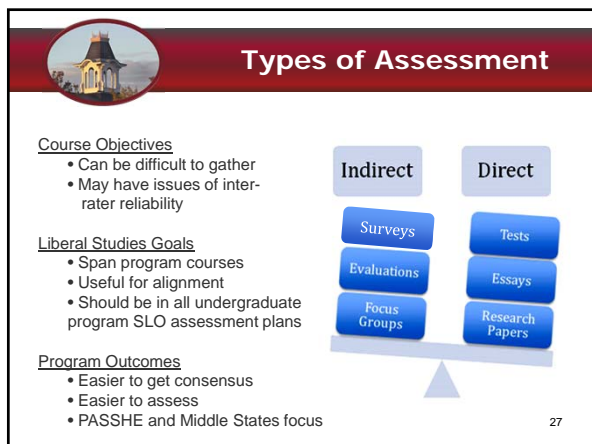 Types of Assessment
Course Objectives
• Can be difficult to gather
• May have issues of inter-
rater reliability
Liberal Studies Goals
• Span program courses
• Useful for alignment
• Should be in all undergraduate
program SLO assessment plans
Program Outcomes
• Easier to get consensus
• Easier to assess
• PASSHE and Middle States focus
Indirect
Surveys
Evaluations
Focus
Groups
Direct
Tests
Essays
Research
Papers
27